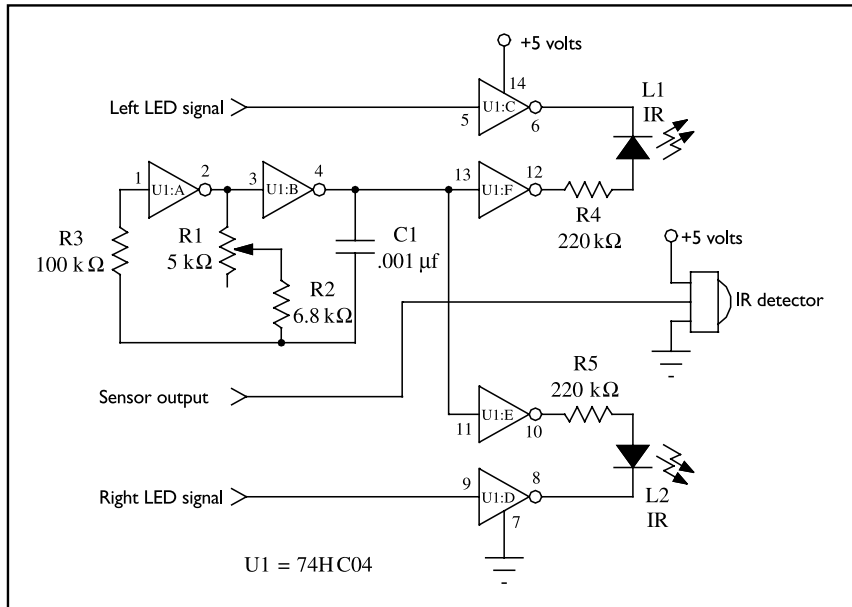 +5 volts
14
Left LED signal
5
U1:C
6
L1
IR
1
U1:A
2
3
U1:B
4
13
U1:F
12
R4
220 kΩ
R3
100 kΩ
R1
5 kΩ
C1
.001 µf
R2
6.8 kΩ
+5 volts
IR detector
Sensor output
R5
220 kΩ
11
U1:E
10
Right LED signal
9
U1:D
8
7
L2
IR
U1 = 74HC04